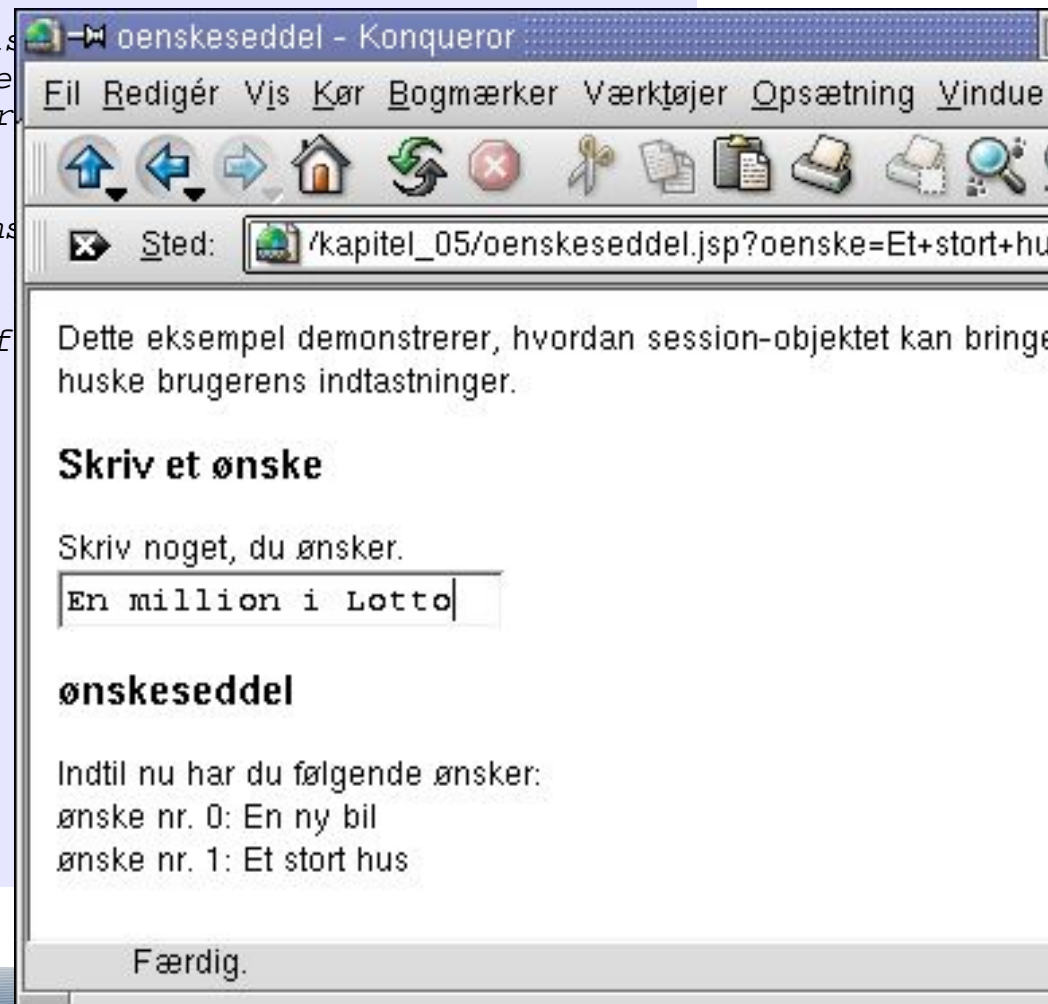 oenskeseddel - Konqueror
Fil Redigér Vis Kør Bogmærker Værktøjer Opsætning Vindue
Sted: /kapitel_05/oenskeseddel.jsp?oenske=Et+stort+hu
Dette eksempel demonstrerer, hvordan session-objektet kan bringe
huske brugerens indtastninger.
Skriv et ønske
Skriv noget, du ønsker.
En million i Lotto
ønskeseddel
Indtil nu har du følgende ønsker:
ønske nr. 0: En ny bil
ønske nr. 1: Et stort hus
Færdig.